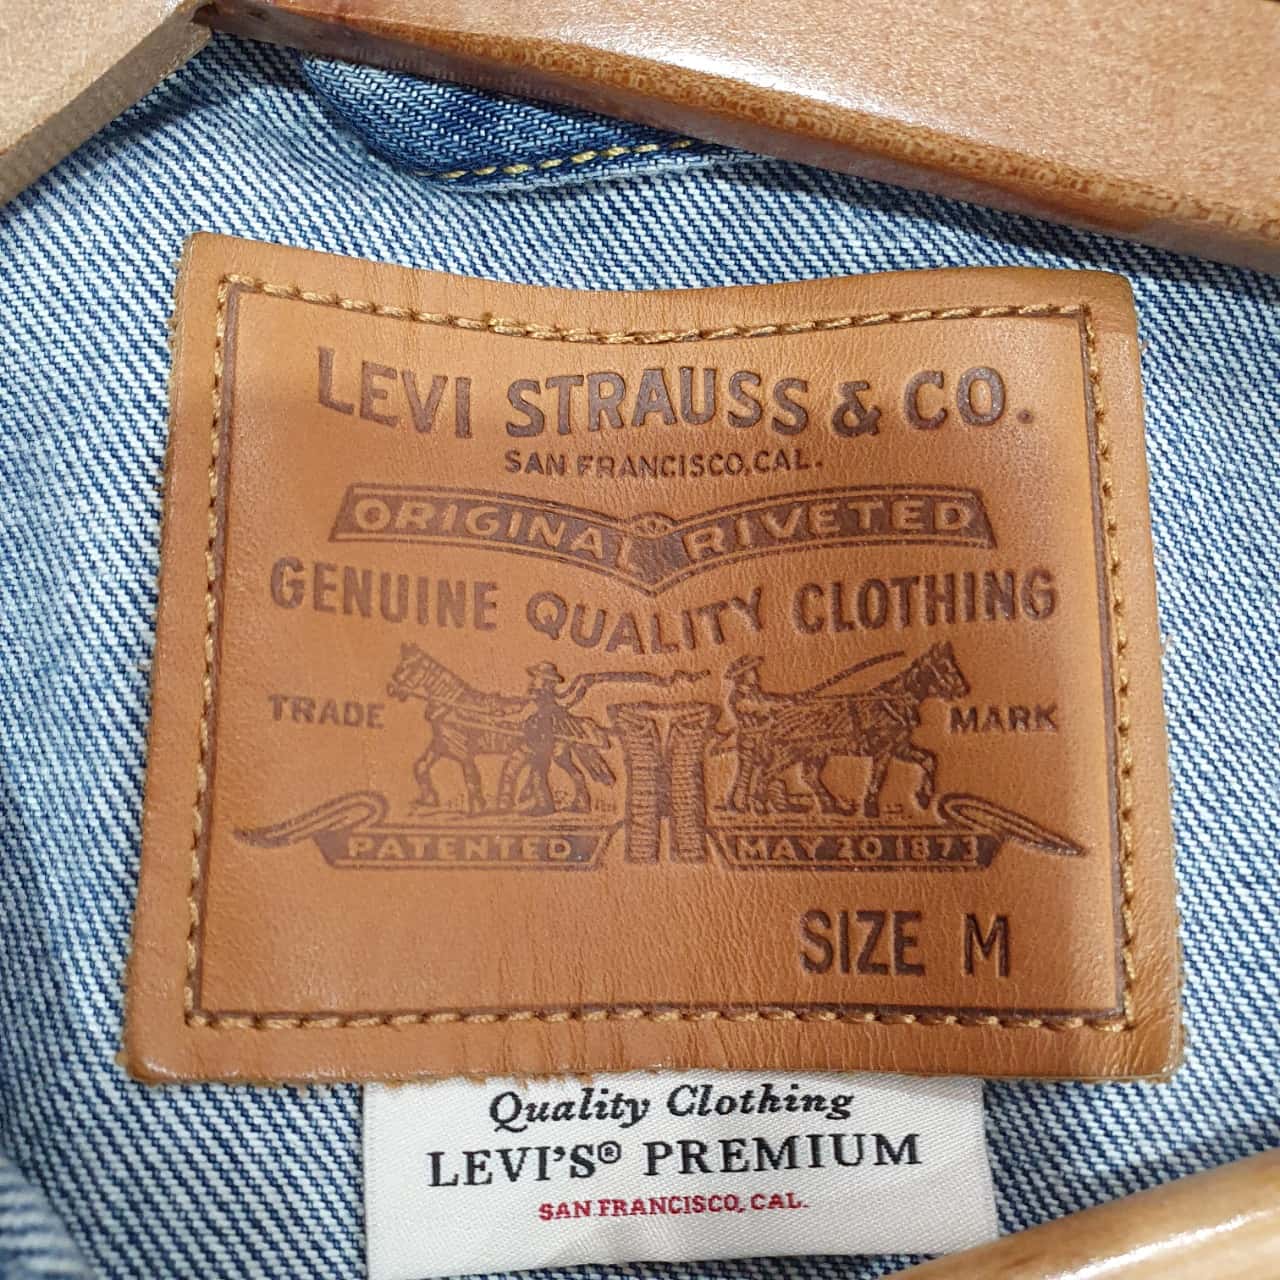 LEVI STRAUSS & CO.
SAN FRANCISCO, CAL.
ORIGINAL RIVETED
GENUINE QUALITY CLOTHING
TRADE MARK
PATENTED MAY 20 1873
SIZE M
Quality Clothing
LEVI'S® PREMIUM
SAN FRANCISCO, CAL.